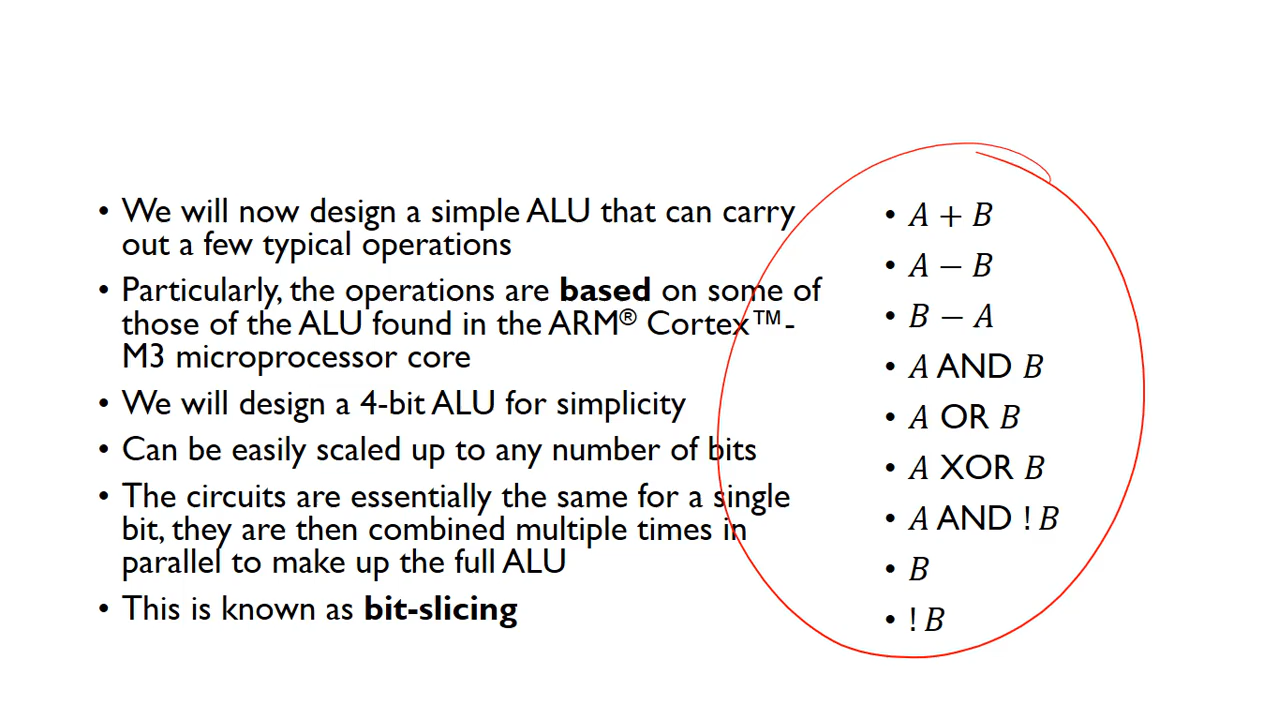 • We will now design a simple ALU that can carry
out a few typical operations
• Particularly, the operations are based on some of
those of the ALU found in the ARM® Cortex™-
M3 microprocessor core
• We will design a 4-bit ALU for simplicity
• Can be easily scaled up to any number of bits
• The circuits are essentially the same for a single
bit, they are then combined multiple times in
parallel to make up the full ALU
• This is known as bit-slicing
• A + B
• A − B
• B − A
• A AND B
• A OR B
• A XOR B
• A AND ! B
• B
• ! B